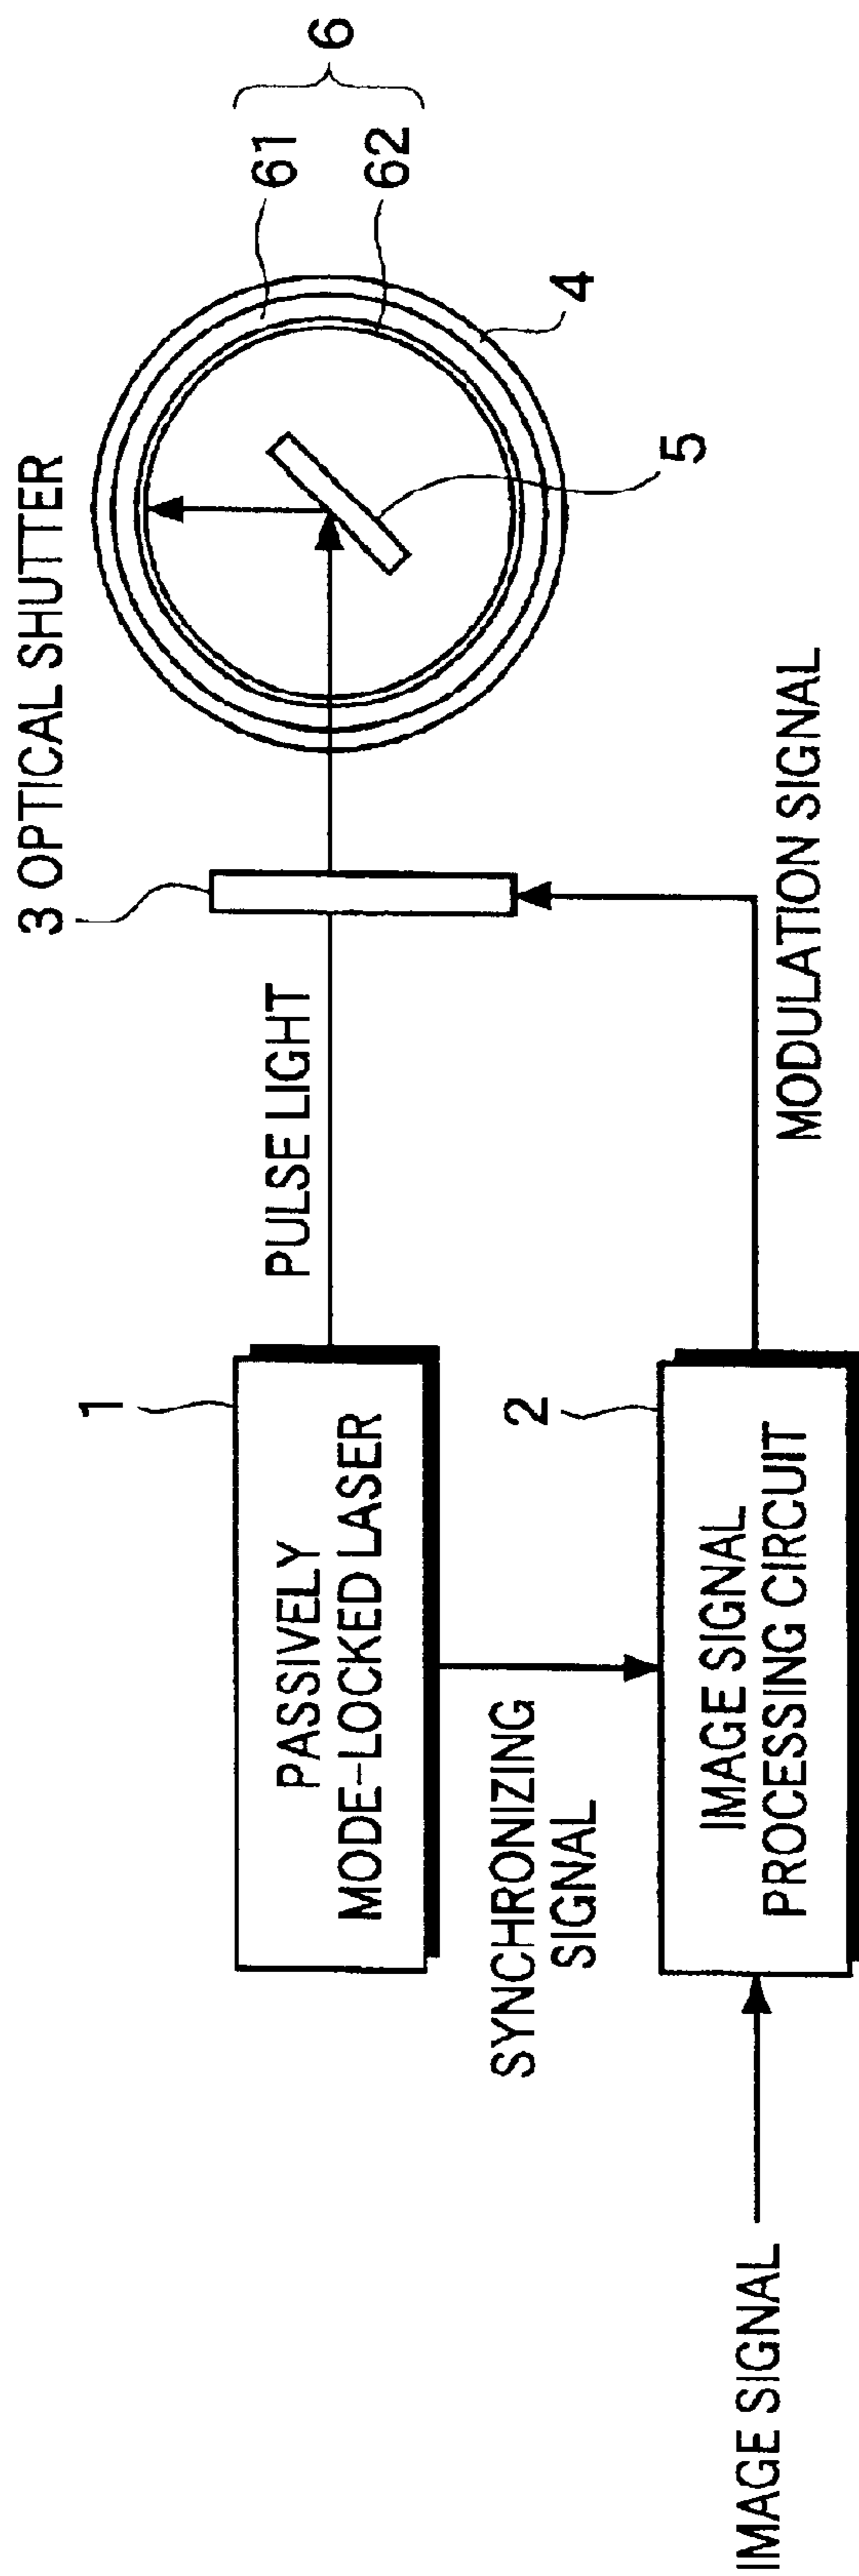 3 OPTICAL SHUTTER
6
61
62
4
5
PULSE LIGHT
MODULATION SIGNAL
1
PASSIVELY
MODE-LOCKED LASER
2
IMAGE SIGNAL
PROCESSING CIRCUIT
SYNCHRONIZING
SIGNAL
IMAGE SIGNAL